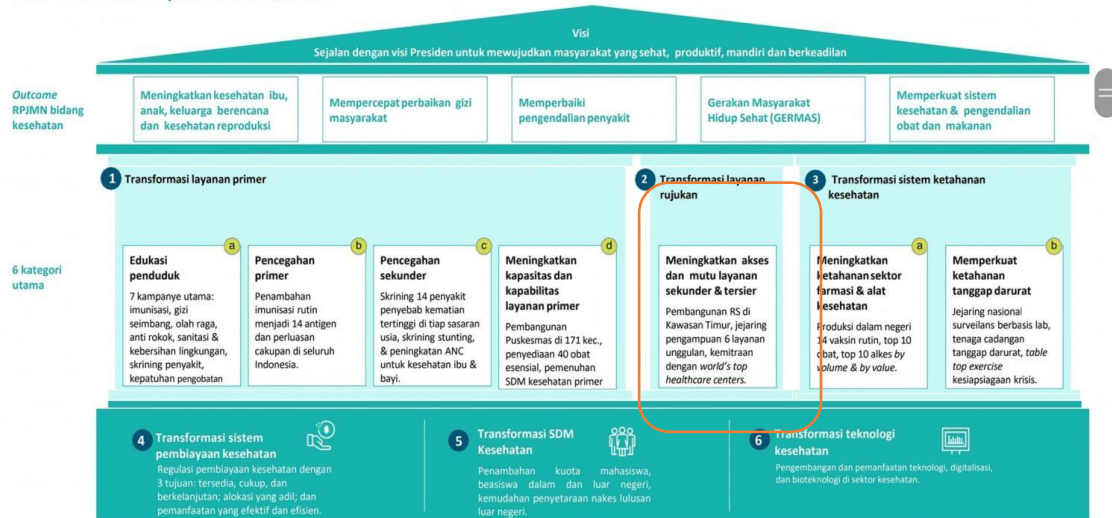 Visi
Sejalan dengan visi Presiden untuk mewujudkan masyarakat yang sehat, produktif, mandiri dan berkeadilan
Outcome
RPJMN bidang
kesehatan
Meningkatkan kesehatan ibu,
anak, keluarga berencana
dan kesehatan reproduksi
Mempercepat perbaikan gizi
masyarakat
Memperbaiki
pengendalian penyakit
Gerakan Masyarakat
Hidup Sehat (GERMAS)
Memperkuat sistem
kesehatan & pengendalian
obat dan makanan
6 kategori
utama
1 Transformasi layanan primer
a
Edukasi
penduduk
7 kampanye utama:
imunisasi, gizi
seimbang, olah raga,
anti rokok, sanitasi &
kebersihan lingkungan,
skrining penyakit,
kepatuhan pengobatan
b
Pencegahan
primer
Penambahan
imunisasi rutin
menjadi 14 antigen
dan perluasan
cakupan di seluruh
Indonesia.
c
Pencegahan
sekunder
Skrining 14 penyakit
penyebab kematian
tertinggi di tiap sasaran
usia, skrining stunting,
& peningkatan ANC
untuk kesehatan ibu &
bayi.
d
Meningkatkan
kapasitas dan
kapabilitas
layanan primer
Pembangunan
Puskesmas di 171 kec.,
penyediaan 40 obat
esensial, pemenuhan
SDM kesehatan primer
2 Transformasi layanan
rujukan
Meningkatkan akses
dan mutu layanan
sekunder & tersier
Pembangunan RS di
Kawasan Timur, jejaring
pengampuan 6 layanan
unggulan, kemitraan
dengan world's top
healthcare centers.
3 Transformasi sistem ketahanan
kesehatan
a
Meningkatkan
ketahanan sektor
farmasi & alat
kesehatan
Produksi dalam negeri
14 vaksin rutin, top 10
obat, top 10 alkes by
volume & by value.
b
Memperkuat
ketahanan
tanggap darurat
Jejaring nasional
surveilans berbasis lab,
tenaga cadangan
tanggap darurat, table
top exercise
kesiapsiagaan krisis.
4 Transformasi sistem
pembiayaan kesehatan
Regulasi pembiayaan kesehatan dengan
3 tujuan: tersedia, cukup, dan
berkelanjutan; alokasi yang adil; dan
pemanfaatan yang efektif dan efisien.
5 Transformasi SDM
Kesehatan
Penambahan kuota mahasiswa,
beasiswa dalam dan luar negeri,
kemudahan penyetaraan nakes lulusan
luar negeri.
6 Transformasi teknologi
kesehatan
Pengembangan dan pemanfaatan teknologi, digitalisasi,
dan bioteknologi di sektor kesehatan.